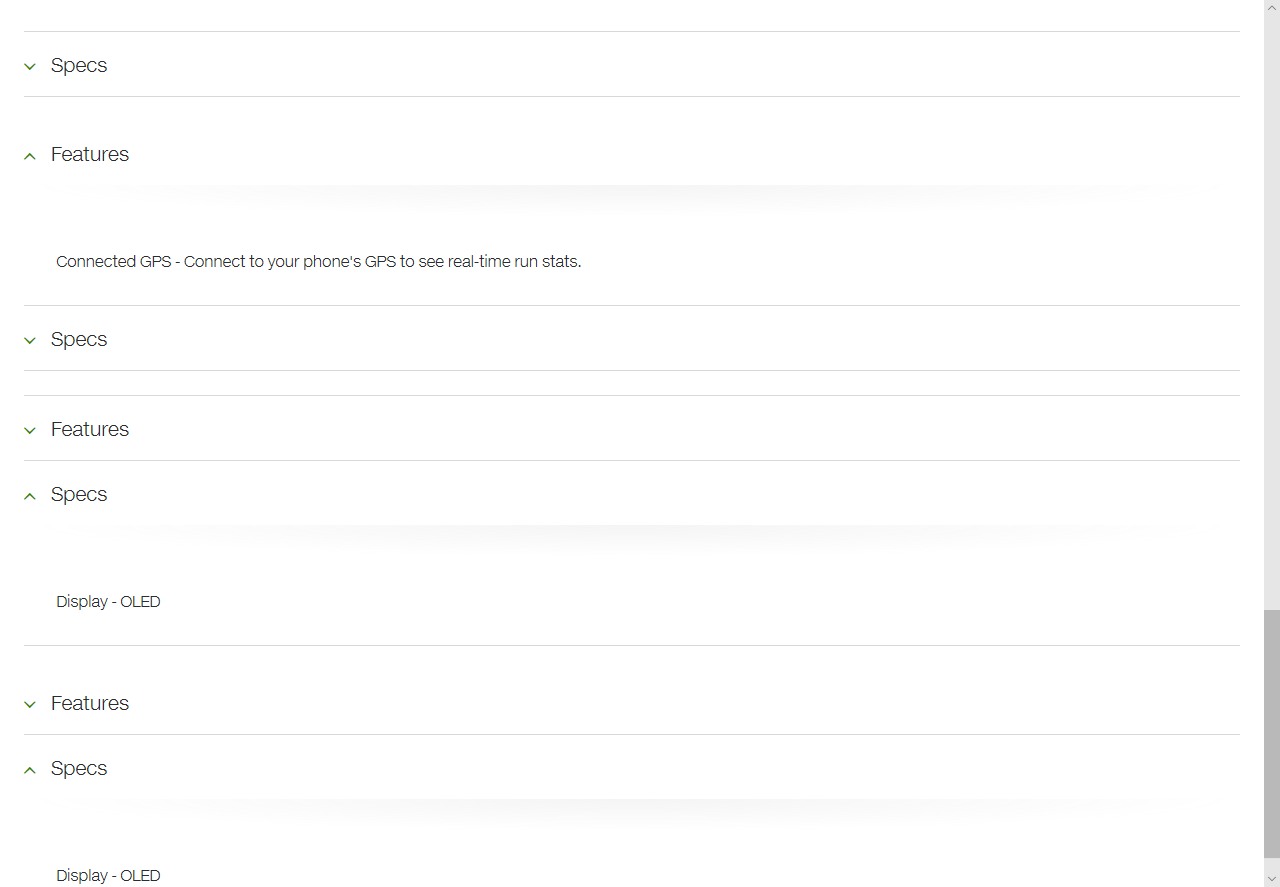 Specs
Features
Connected GPS - Connect to your phone's GPS to see real-time run stats.
Specs
Features
Specs
Display - OLED
Features
Specs
Display - OLED